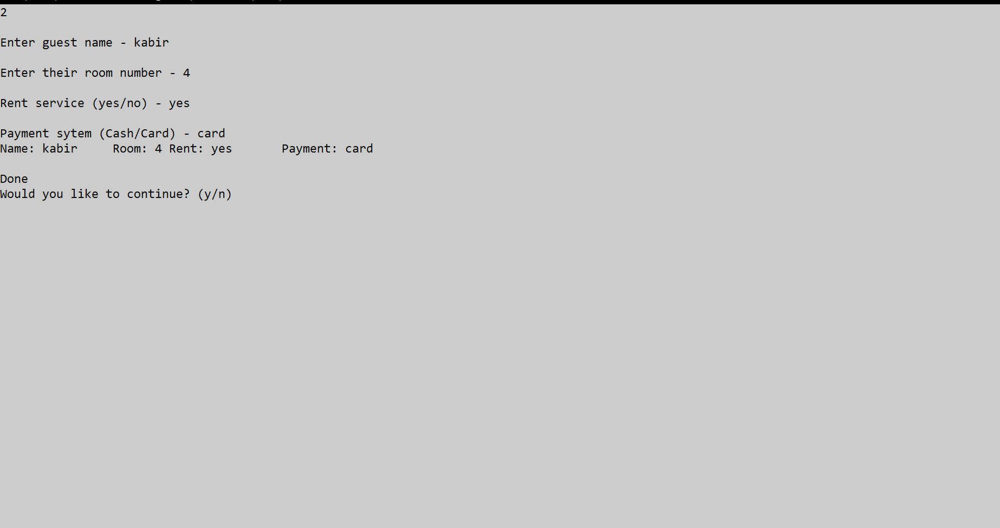 2
Enter guest name - kabir
Enter their room number - 4
Rent service (yes/no) - yes
Payment sytem (Cash/Card) - card
Name: kabir     Room: 4 Rent: yes       Payment: card
Done
Would you like to continue? (y/n)